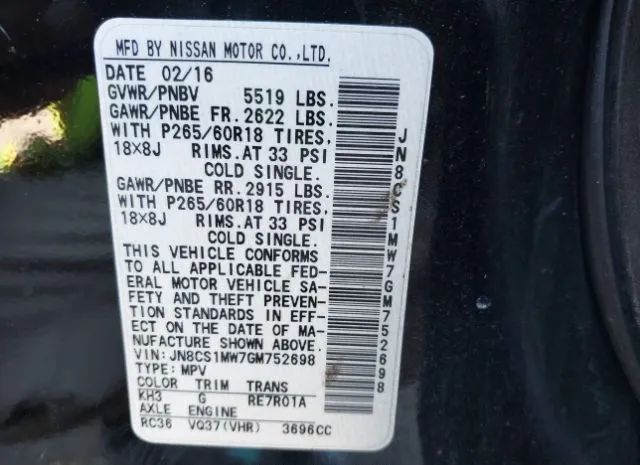 MFD BY NISSAN MOTOR CO.,LTD.
DATE 02/16
GVWR/PNBV 5519 LBS.
GAWR/PNBE FR. 2622 LBS.
WITH P265/60R18 TIRES,
18X8J RIMS. AT 33 PSI
COLD SINGLE.
GAWR/PNBE RR. 2915 LBS.
WITH P265/60R18 TIRES,
18X8J RIMS. AT 33 PSI
COLD SINGLE.
THIS VEHICLE CONFORMS
TO ALL APPLICABLE FED-
ERAL MOTOR VEHICLE SA-
FETY AND THEFT PREVEN-
TION STANDARDS IN EFF-
ECT ON THE DATE OF MA-
NUFACTURE SHOWN ABOVE.
VIN: JN8CS1MW7GM752698
TYPE: MPV
COLOR TRIM TRANS
KH3 G RE7R01A
AXLE ENGINE
RC36 VQ37(VHR) 3696CC
JN8CS1MW7GM752698